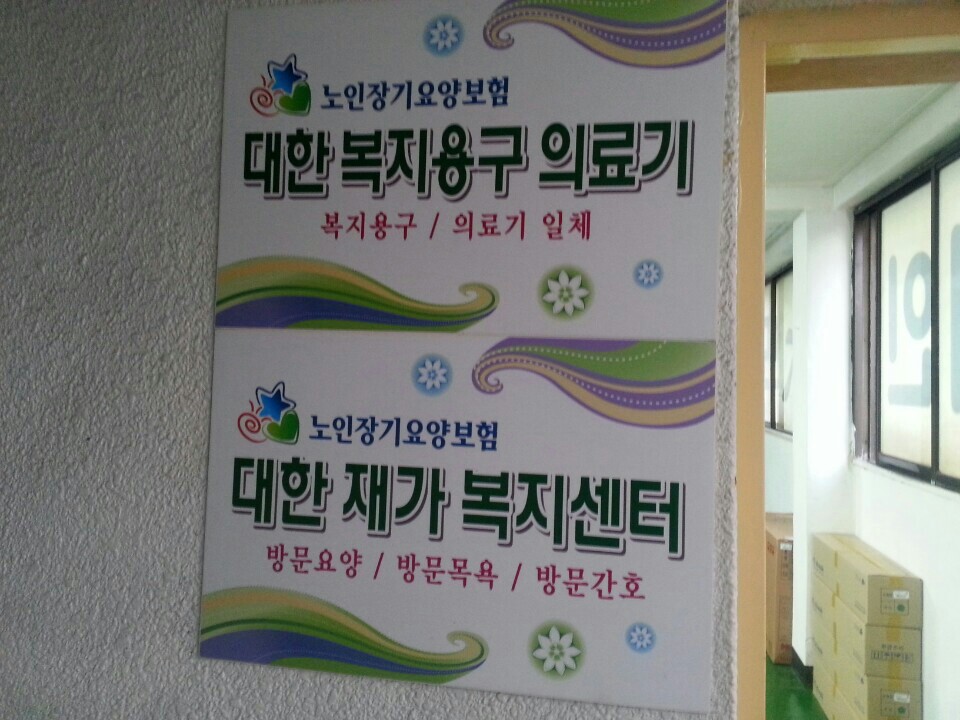 노인장기요양보험
대한 복지용구 의료기
복지용구 / 의료기 일체
노인장기요양보험
대한 재가 복지센터
방문요양 / 방문목욕 / 방문간호